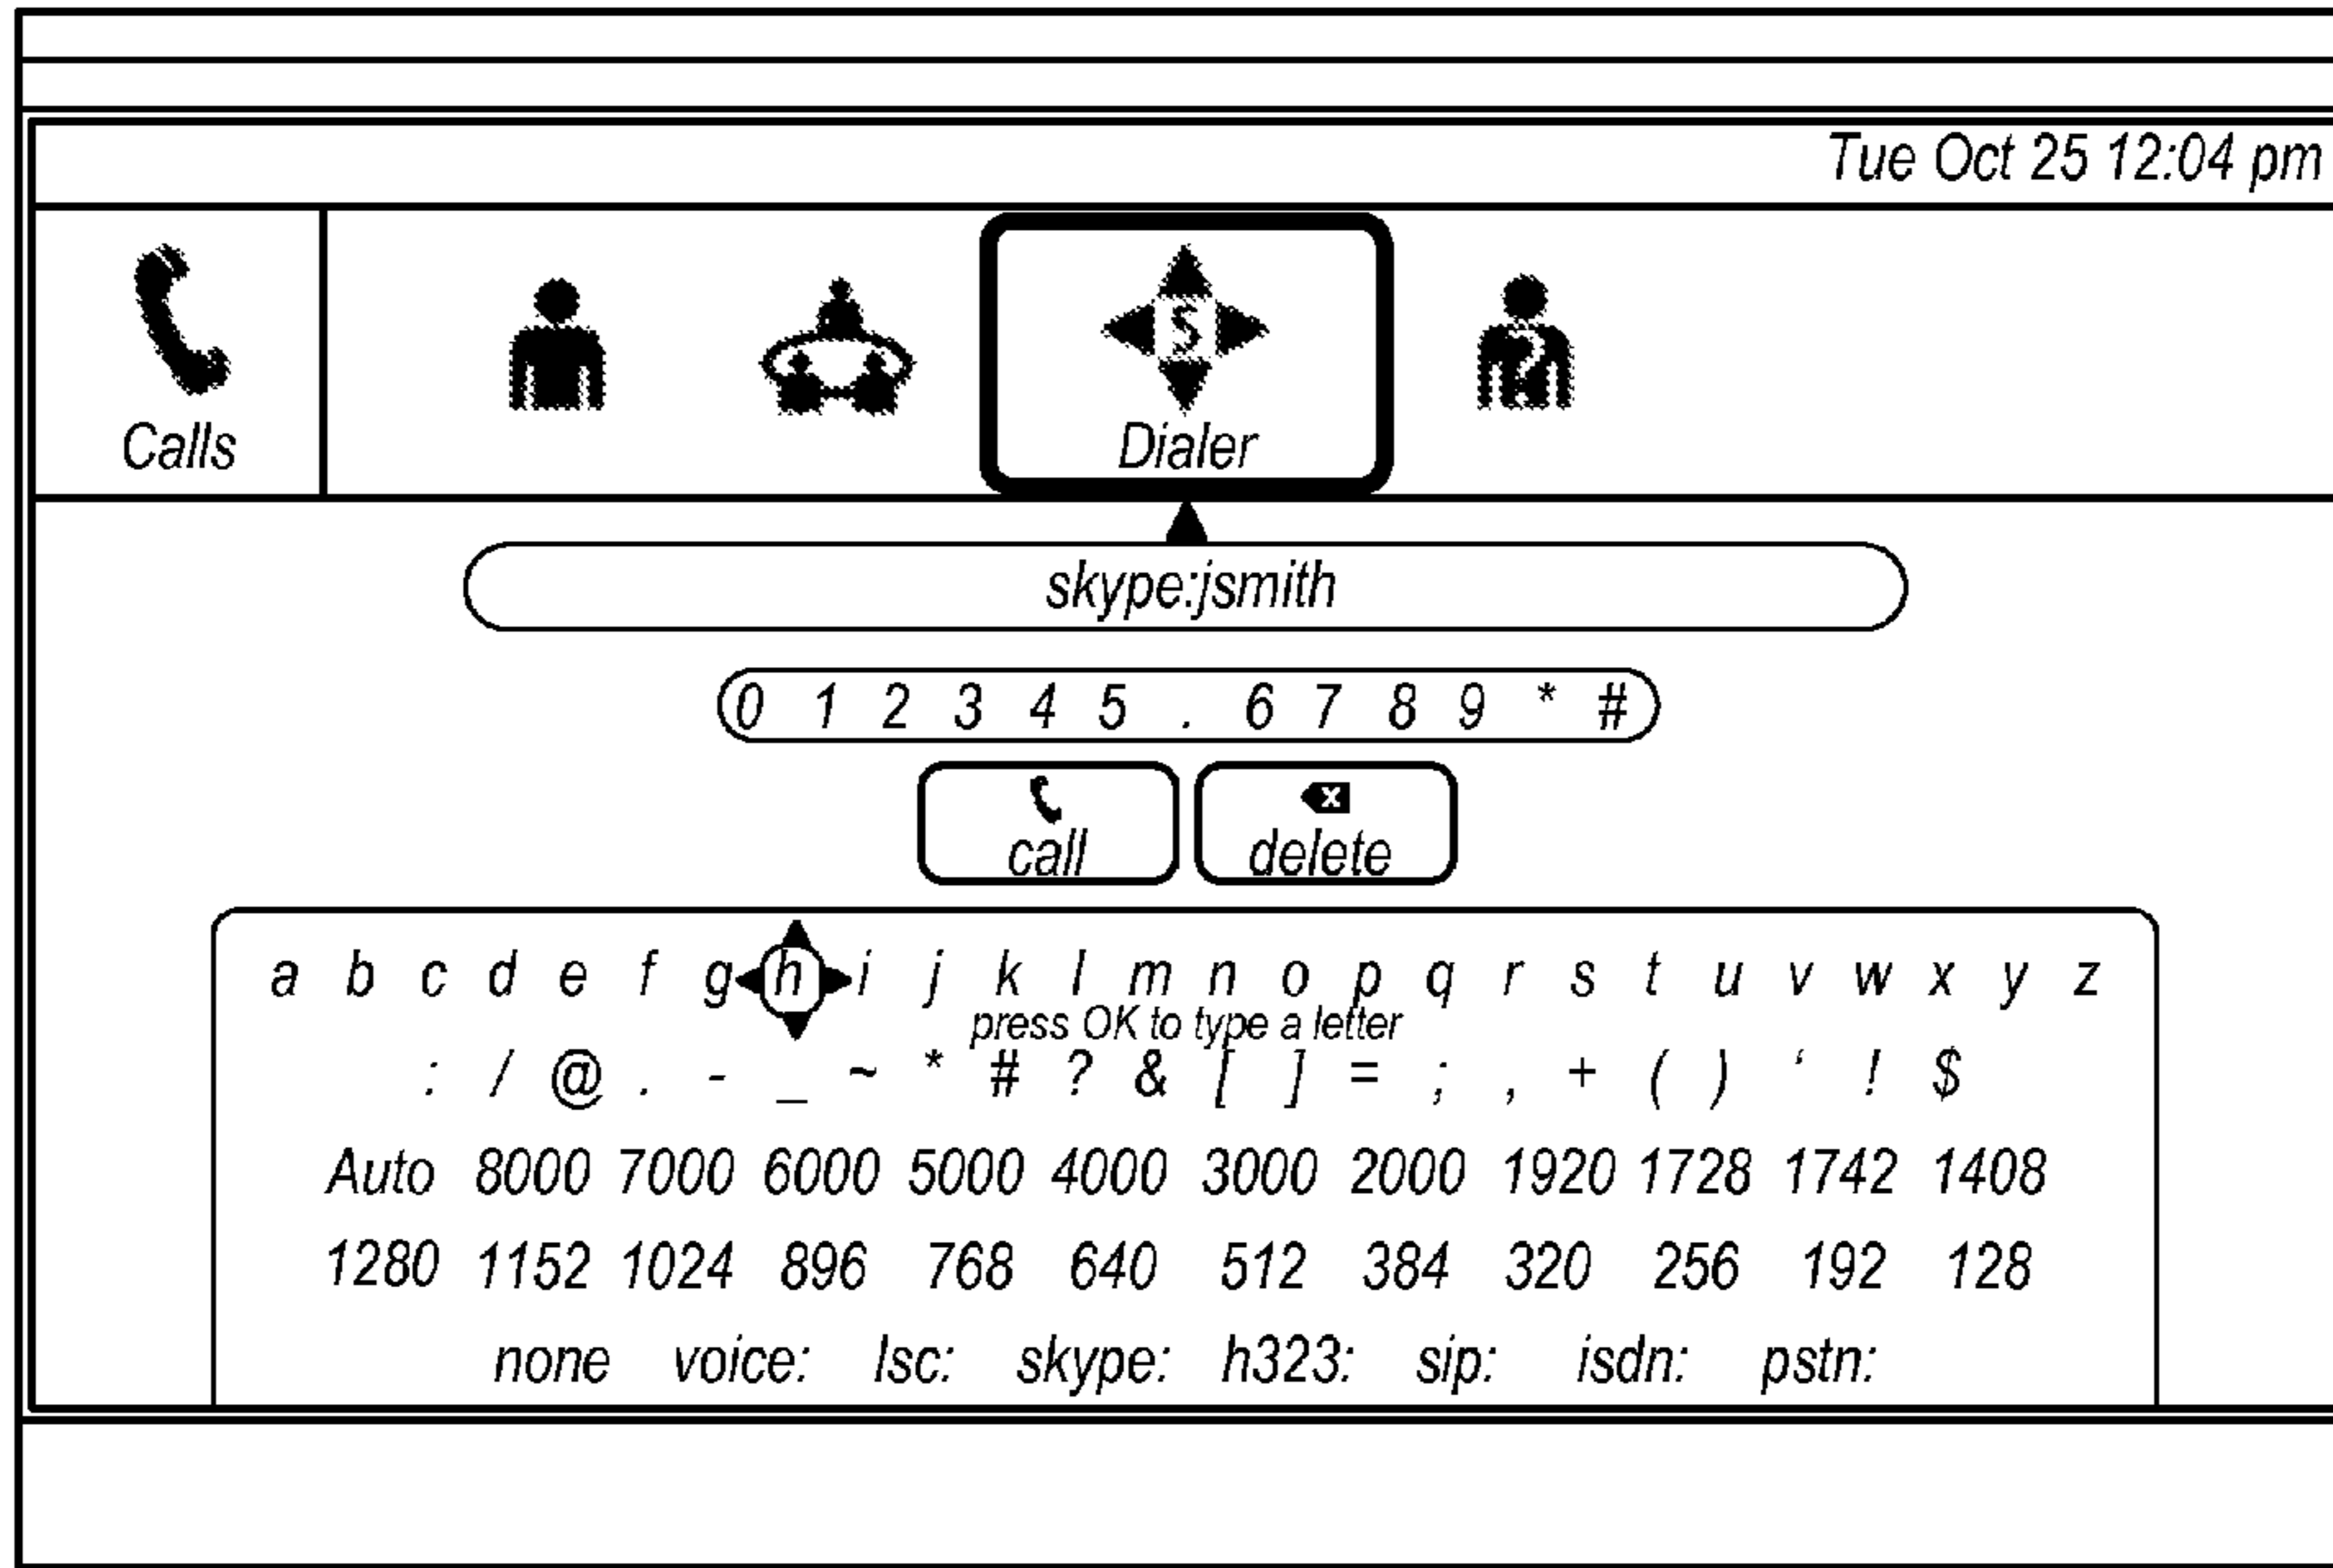 Tue Oct 25 12:04 pm
Calls
S
Dialer
skype:jsmith
0 1 2 3 4 5 . 6 7 8 9 * #
call delete
a b c d e f g h i j k l m n o p q r s t u v w x y z
press OK to type a letter
: / @ . - _ ~ * # ? & [ ] = ; , + ( ) ‘ ! $
Auto 8000 7000 6000 5000 4000 3000 2000 1920 1728 1742 1408
1280 1152 1024 896 768 640 512 384 320 256 192 128
none voice: lsc: skype: h323: sip: isdn: pstn: